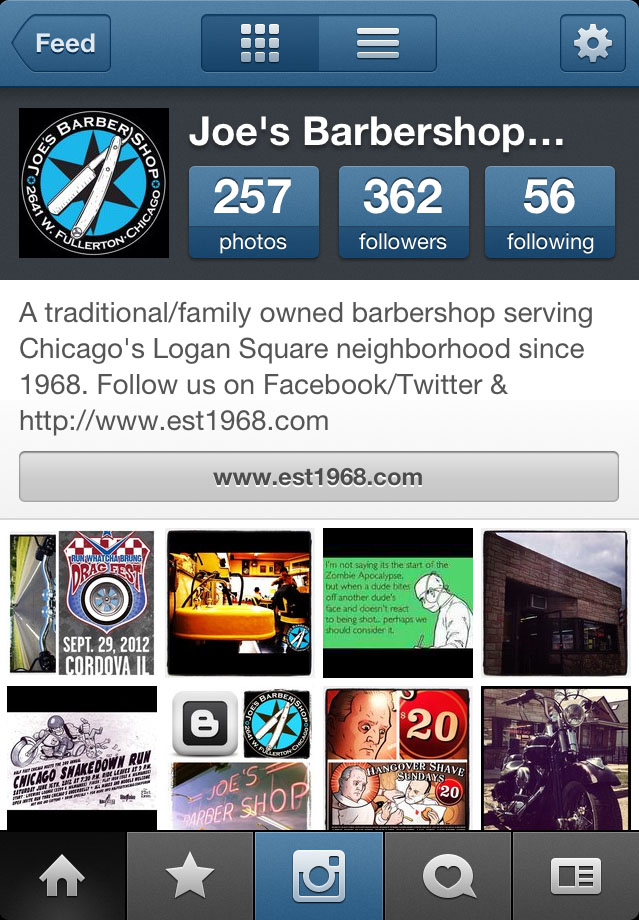 Feed
JOE'S BARBER SHOP
2641 W. FULLERTON·CHICAGO
Joe's Barbershop...
257
photos
362
followers
56
following
A traditional/family owned barbershop serving
Chicago's Logan Square neighborhood since
1968. Follow us on Facebook/Twitter &
http://www.est1968.com
www.est1968.com
RUN WHATCHA BRUNG
DRAG FEST
SEPT. 29, 2012
CORDOVA IL
I'm not saying its the start of the
Zombie Apocalypse,
but when a dude bites
off another dude's
face and doesn't react
to being shot.. perhaps we
should consider it.
CHICAGO SHAKEDOWN RUN
B
JOE'S BARBER SHOP
2641 W. FULLERTON·CHICAGO
JOE'S
BARBER SHOP
$20
HANGOVER SHAVE
SUNDAYS
20